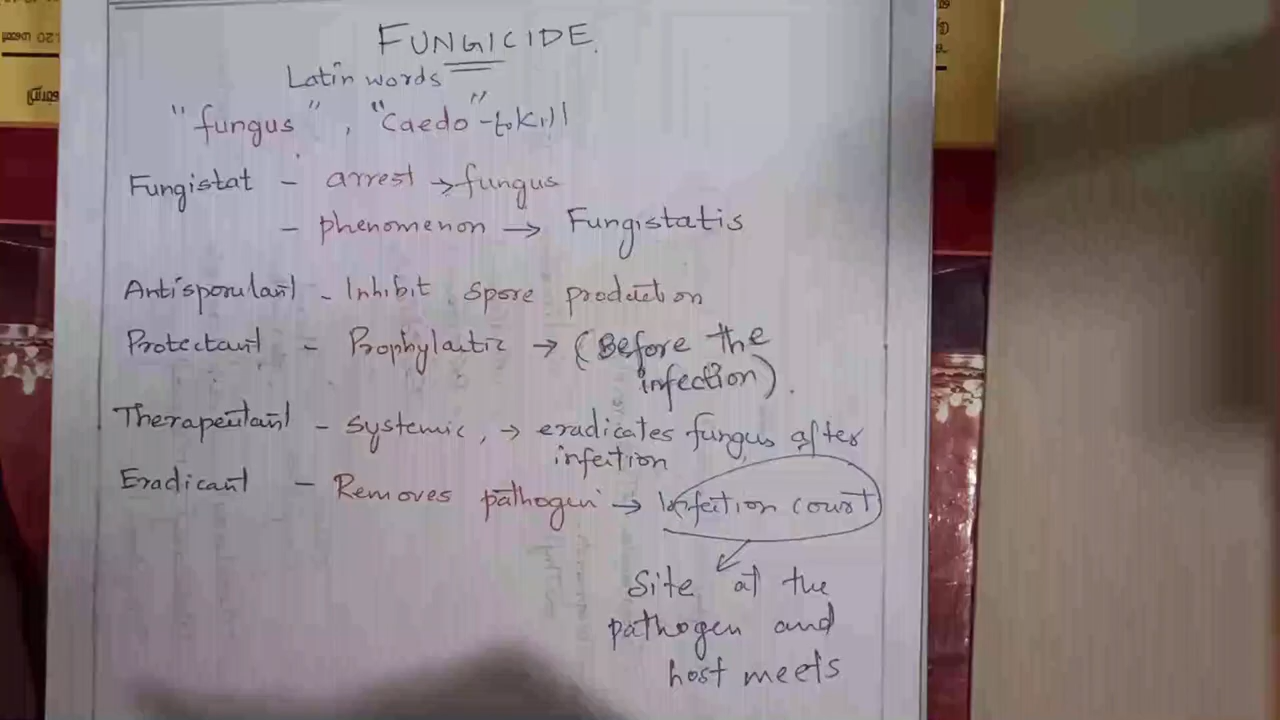 FUNGICIDE.
Latin words
"fungus", "Caedo" - to kill
Fungistat - arrest → fungus
- phenomenon → Fungistatis
Antisporulant - Inhibit spore production
Protectant - Prophylactic → (Before the
infection).
Therapeutant - systemic, → eradicates fungus after
infection
Eradicant - Removes pathogen → Infection court
Site at the
pathogen and
host meets